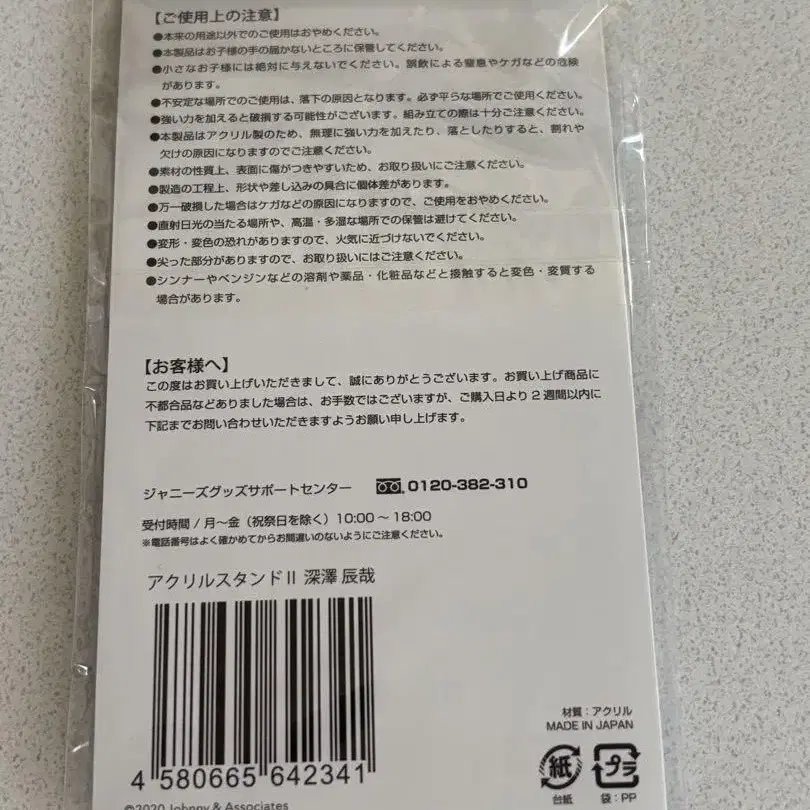 【ご使用上の注意】
●本来の用途以外でのご使用はおやめください。
●本製品はお子様の手の届かないところに保管してください。
●小さなお子様には絶対に与えないでください。誤飲による窒息やケガなどの危険
があります。
●不安定な場所でのご使用は、落下の原因となります。必ず平らな場所でご使用ください。
●強い力を加えると破損する可能性がございます。組み立ての際は十分ご注意ください。
●本製品はアクリル製のため、無理に強い力を加えたり、落としたりすると、割れや
欠けの原因になりますのでご注意ください。
●素材の性質上、表面に傷がつきやすいため、お取り扱いにご注意ください。
●製造の工程上、形状や差し込みの具合に個体差があります。
●万一破損した場合はケガなどの原因になりますので、ご使用をおやめください。
●直射日光の当たる場所や、高温・多湿な場所での保管は避けてください。
●変形・変色の恐れがありますので、火気に近づけないでください。
●尖った部分がありますので、お取り扱いにはご注意ください。
●シンナーやベンジンなどの溶剤や薬品・化粧品などと接触すると変色・変質する
場合があります。
【お客様へ】
この度はお買い上げいただきまして、誠にありがとうございます。お買い上げ商品に
不都合品などありました場合は、お手数ではございますが、ご購入日より2週間以内に
下記までお問い合わせいただきますようお願い申し上げます。
ジャニーズグッズサポートセンター 0120-382-310
受付時間 / 月～金（祝祭日を除く）10:00 ～ 18:00
※電話番号はよく確かめてからお間違いのないようにご注意ください。
アクリルスタンドⅡ 深澤 辰哉
4 580665 642341
©2020 Johnny & Associates
材質：アクリル
MADE IN JAPAN
紙
プラ
台紙
袋：PP